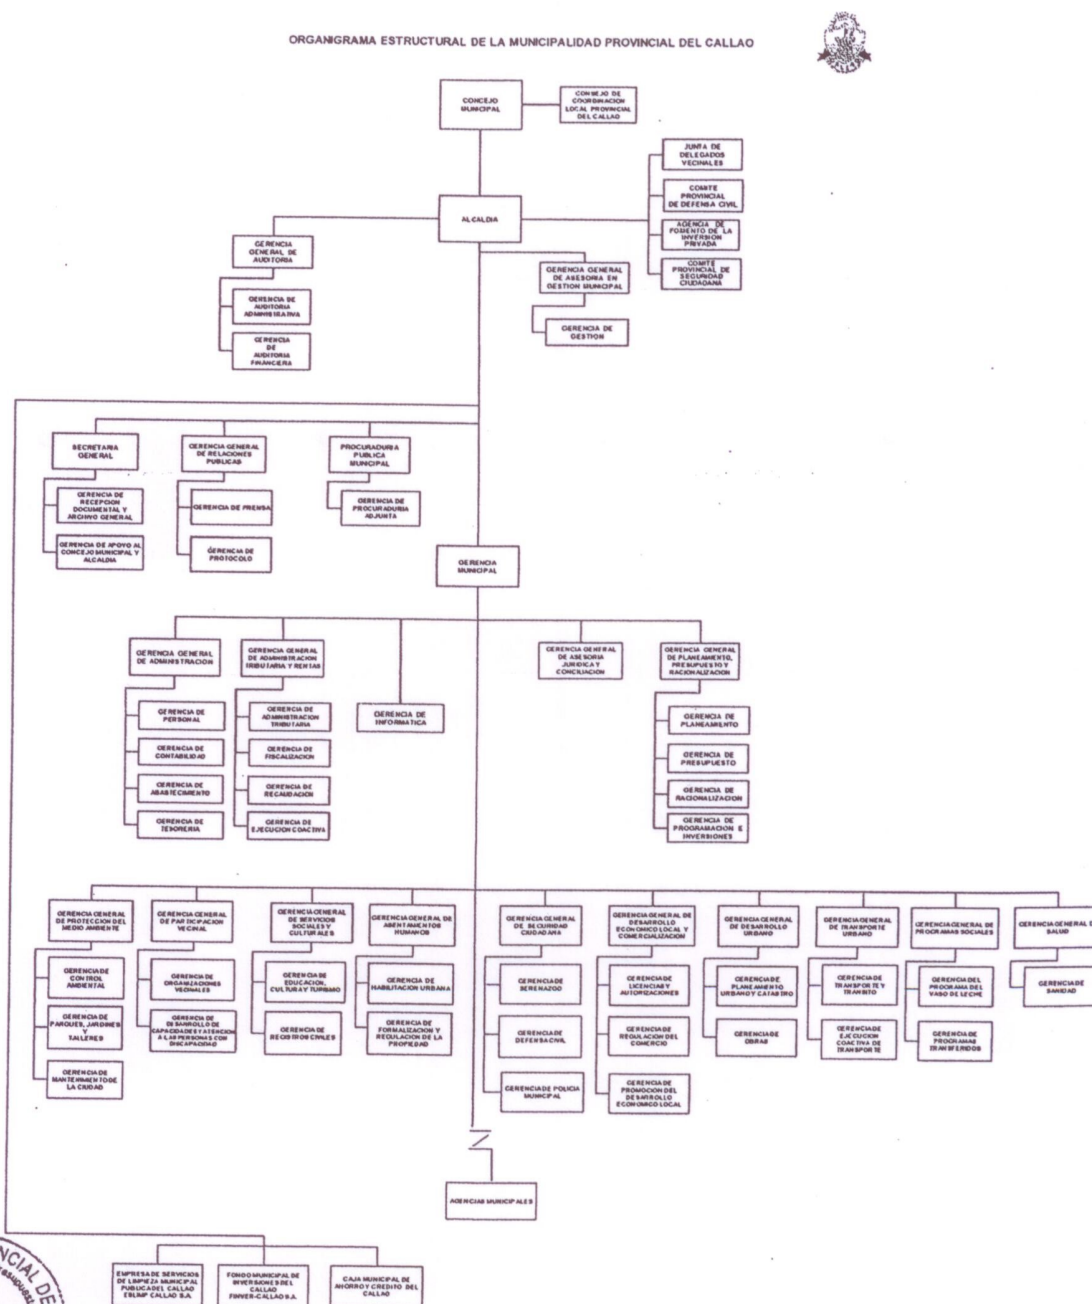 ORGANIGRAMA ESTRUCTURAL DE LA MUNICIPALIDAD PROVINCIAL DEL CALLAO
CONCEJO
MUNICIPAL
CONSEJO DE
COORDINACION
LOCAL PROVINCIAL
DEL CALLAO
JUNTA DE
DELEGADOS
VECINALES
COMITE
PROVINCIAL
DE DEFENSA CIVIL
AGENCIA DE
FOMENTO DE LA
INVERSION
PRIVADA
COMITE
PROVINCIAL DE
SEGURIDAD
CIUDADANA
ALCALDIA
GERENCIA
GENERAL DE
AUDITORIA
GERENCIA DE
AUDITORIA
ADMINISTRATIVA
GERENCIA
DE
AUDITORIA
FINANCIERA
GERENCIA GENERAL
DE ASESORIA EN
GESTION MUNICIPAL
GERENCIA DE
GESTION
SECRETARIA
GENERAL
GERENCIA DE
RECEPCION
DOCUMENTAL Y
ARCHIVO GENERAL
GERENCIA DE APOYO AL
CONCEJO MUNICIPAL Y
ALCALDIA
GERENCIA GENERAL
DE RELACIONES
PUBLICAS
GERENCIA DE PRENSA
GERENCIA DE
PROTOCOLO
PROCURADURIA
PUBLICA
MUNICIPAL
GERENCIA DE
PROCURADURIA
ADJUNTA
GERENCIA
MUNICIPAL
GERENCIA GENERAL
DE ADMINISTRACION
GERENCIA DE
PERSONAL
GERENCIA DE
CONTABILIDAD
GERENCIA DE
ABASTECIMIENTO
GERENCIA DE
TESORERIA
GERENCIA GENERAL
DE ADMINISTRACION
TRIBUTARIA Y RENTAS
GERENCIA DE
ADMINISTRACION
TRIBUTARIA
GERENCIA DE
FISCALIZACION
GERENCIA DE
RECAUDACION
GERENCIA DE
EJECUCION COACTIVA
GERENCIA DE
INFORMATICA
GERENCIA GENERAL
DE ASESORIA
JURIDICA Y
CONCILIACION
GERENCIA GENERAL
DE PLANEAMIENTO,
PRESUPUESTO Y
RACIONALIZACION
GERENCIA DE
PLANEAMIENTO
GERENCIA DE
PRESUPUESTO
GERENCIA DE
RACIONALIZACION
GERENCIA DE
PROGRAMACION E
INVERSIONES
GERENCIA GENERAL
DE PROTECCION DEL
MEDIO AMBIENTE
GERENCIA DE
CONTROL
AMBIENTAL
GERENCIA DE
PARQUES, JARDINES
Y
TALLERES
GERENCIA DE
MANTENIMIENTO DE
LA CIUDAD
GERENCIA GENERAL
DE PARTICIPACION
VECINAL
GERENCIA DE
ORGANIZACIONES
VECINALES
GERENCIA DE
DESARROLLO DE
CAPACIDADES Y ATENCION
A LAS PERSONAS CON
DISCAPACIDAD
GERENCIA GENERAL
DE SERVICIOS
SOCIALES Y
CULTURALES
GERENCIA DE
EDUCACION,
CULTURA Y TURISMO
GERENCIA DE
REGISTROS CIVILES
GERENCIA GENERAL DE
ASENTAMIENTOS
HUMANOS
GERENCIA DE
HABILITACION URBANA
GERENCIA DE
FORMALIZACION Y
REGULACION DE LA
PROPIEDAD
GERENCIA GENERAL
DE SEGURIDAD
CIUDADANA
GERENCIA DE
SERENAZGO
GERENCIA DE
DEFENSA CIVIL
GERENCIA DE POLICIA
MUNICIPAL
GERENCIA GENERAL DE
DESARROLLO
ECONOMICO LOCAL Y
COMERCIALIZACION
GERENCIA DE
LICENCIAS Y
AUTORIZACIONES
GERENCIA DE
REGULACION DEL
COMERCIO
GERENCIA DE
PROMOCION DEL
DESARROLLO
ECONOMICO LOCAL
GERENCIA GENERAL
DE DESARROLLO
URBANO
GERENCIA DE
PLANEAMIENTO
URBANO Y CATASTRO
GERENCIA DE
OBRAS
GERENCIA GENERAL
DE TRANSPORTE
URBANO
GERENCIA DE
TRANSPORTE Y
TRANSITO
GERENCIA DE
EJECUCION
COACTIVA DE
TRANSPORTE
GERENCIA GENERAL DE
PROGRAMAS SOCIALES
GERENCIA DEL
PROGRAMA DEL
VASO DE LECHE
GERENCIA DE
PROGRAMAS
TRANSFERIDOS
GERENCIA GENERAL DE
SALUD
GERENCIA DE
SANIDAD
AGENCIAS MUNICIPALES
EMPRESA DE SERVICIOS
DE LIMPIEZA MUNICIPAL
PUBLICA DEL CALLAO
ESLIMP CALLAO S.A.
FONDO MUNICIPAL DE
INVERSIONES DEL
CALLAO
FINVER-CALLAO S.A.
CAJA MUNICIPAL DE
AHORRO Y CREDITO DEL
CALLAO
NCIAL DE